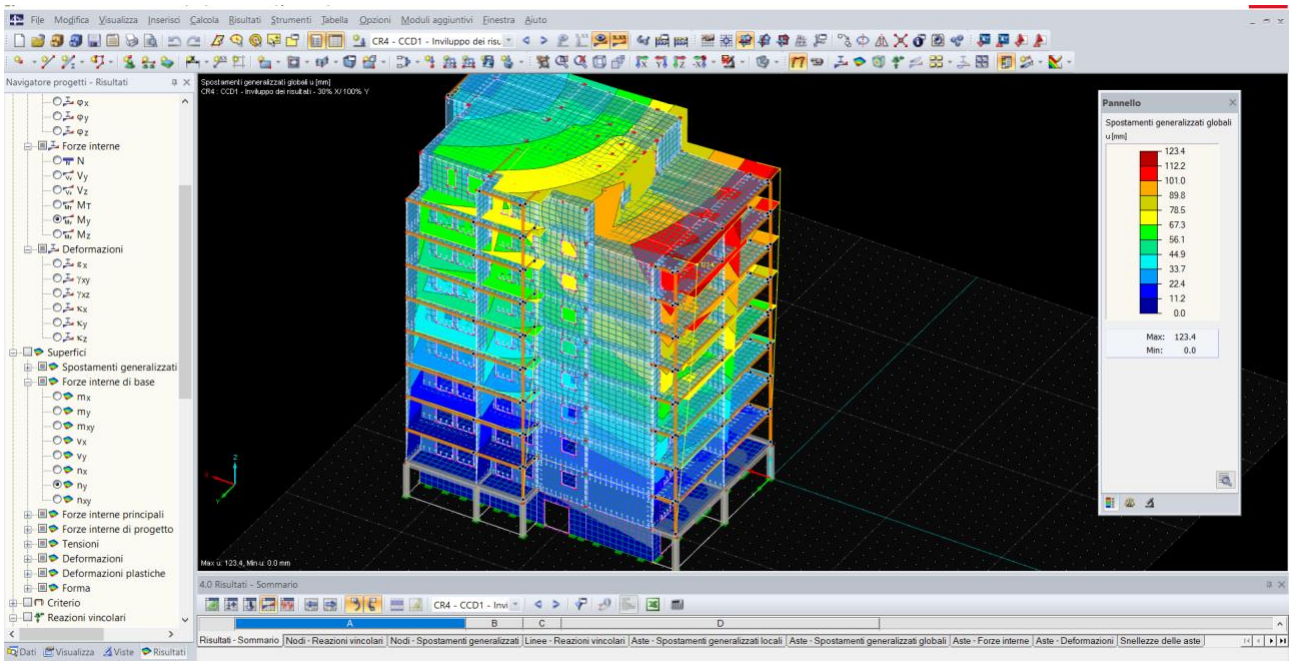 File Modifica Visualizza Inserisci Calcola Risultati Strumenti Tabella Opzioni Moduli aggiuntivi Finestra Aiuto
CR4 - CCD1 - Inviluppo dei risu
Navigatore progetti - Risultati
φx
φy
φz
Forze interne
N
Vy
Vz
MT
My
Mz
Deformazioni
εx
γxy
γxz
κx
κy
κz
Superfici
Spostamenti generalizzati
Forze interne di base
mx
my
mxy
vx
vy
nx
ny
nxy
Forze interne principali
Forze interne di progetto
Tensioni
Deformazioni
Deformazioni plastiche
Forma
Criterio
Reazioni vincolari
Dati Visualizza Viste Risultati
Spostamenti generalizzati globali u [mm]
CR4 : CCD1 - Inviluppo dei risultati - 30% X/100% Y
123.4
Max u: 123.4, Min u: 0.0 mm
X
Y
Z
Pannello
Spostamenti generalizzati globali
u [mm]
123.4
112.2
101.0
89.8
78.5
67.3
56.1
44.9
33.7
22.4
11.2
0.0
Max: 123.4
Min: 0.0
4.0 Risultati - Sommario
CR4 - CCD1 - Invi
A B C D
Risultati - Sommario Nodi - Reazioni vincolari Nodi - Spostamenti generalizzati Linee - Reazioni vincolari Aste - Spostamenti generalizzati locali Aste - Spostamenti generalizzati globali Aste - Forze interne Aste - Deformazioni Snellezze delle aste